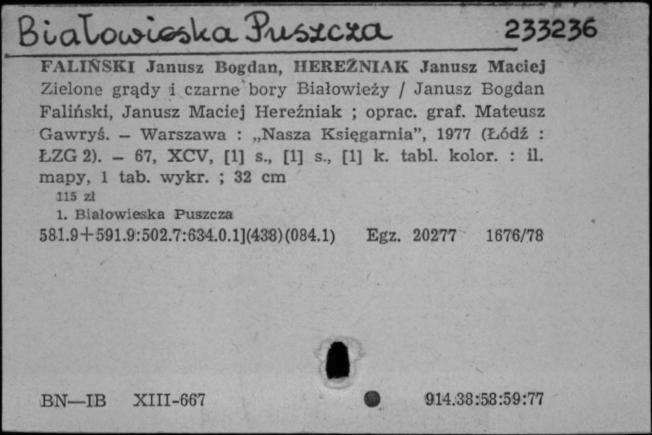 Białowieska Puszcza 233236
FALIŃSKI Janusz Bogdan, HEREŹNIAK Janusz Maciej
Zielone grądy i czarne bory Białowieży / Janusz Bogdan
Faliński, Janusz Maciej Hereźniak ; oprac. graf. Mateusz
Gawryś. — Warszawa : „Nasza Księgarnia”, 1977 (Łódź :
ŁZG 2). — 67, XCV, [1] s., [1] s., [1] k. tabl. kolor. : il.
mapy, 1 tab. wykr. ; 32 cm
115 zł
1. Białowieska Puszcza
581.9+591.9:502.7:634.0.1](438)(084.1) Egz. 20277 1676/78
BN—IB XIII-667 914.38:58:59:77